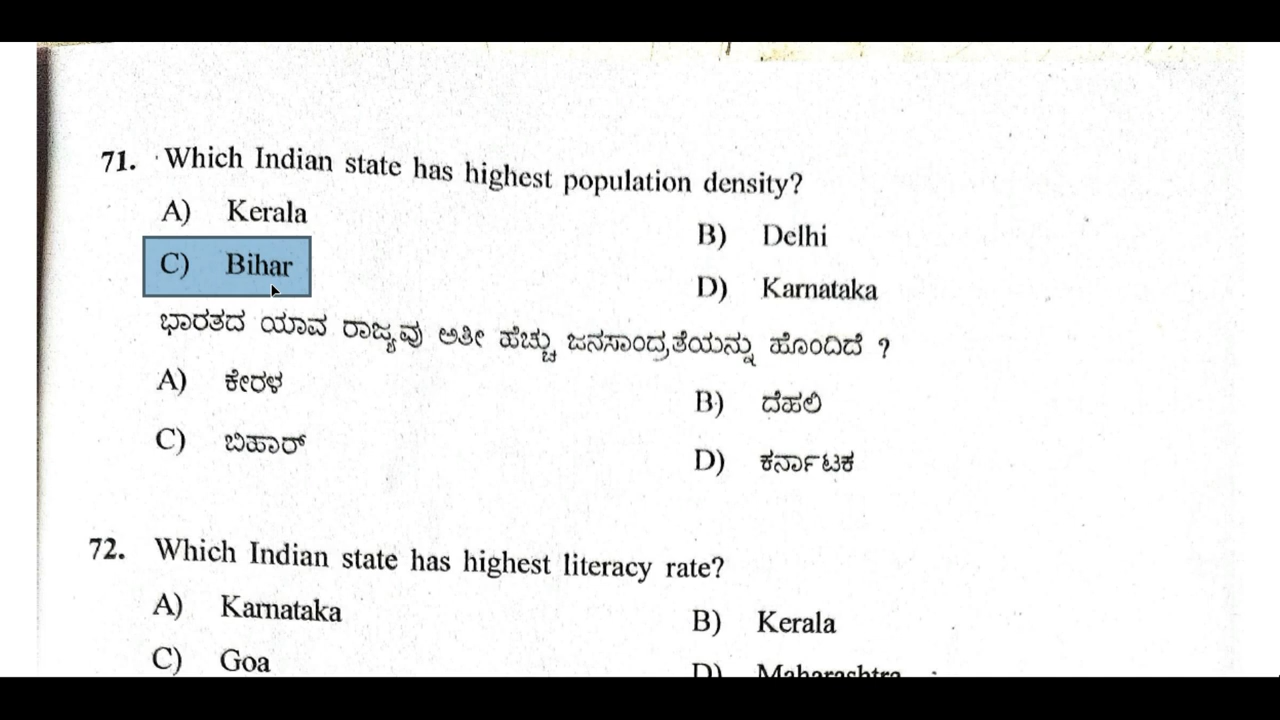 71. Which Indian state has highest population density?
A) Kerala
B) Delhi
C) Bihar
D) Karnataka
ಭಾರತದ ಯಾವ ರಾಜ್ಯವು ಅತೀ ಹೆಚ್ಚು ಜನಸಾಂದ್ರತೆಯನ್ನು ಹೊಂದಿದೆ ?
A) ಕೇರಳ
B) ದೆಹಲಿ
C) ಬಿಹಾರ್
D) ಕರ್ನಾಟಕ
72. Which Indian state has highest literacy rate?
A) Karnataka
B) Kerala
C) Goa
D) Maharashtra